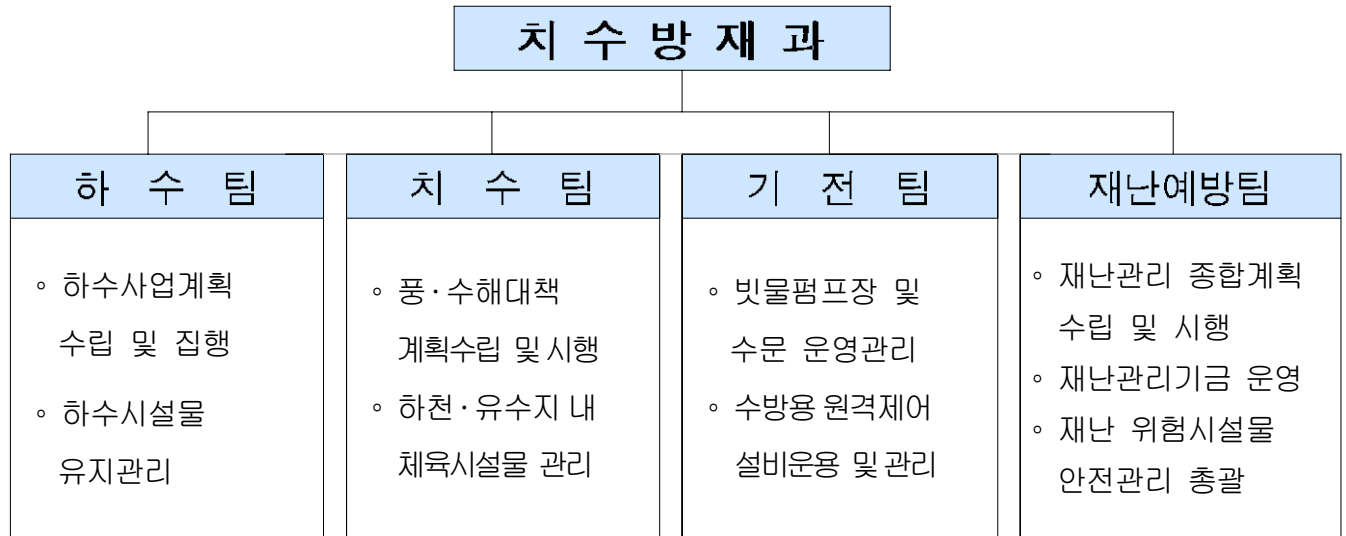 치 수 방 재 과
하 수 팀
◦ 하수사업계획
수립 및 집행
◦ 하수시설물
유지관리
치 수 팀
◦ 풍·수해대책
계획수립 및 시행
◦ 하천·유수지 내
체육시설물 관리
기 전 팀
◦ 빗물펌프장 및
수문 운영관리
◦ 수방용 원격제어
설비운용 및 관리
재난예방팀
◦ 재난관리 종합계획
수립 및 시행
◦ 재난관리기금 운영
◦ 재난 위험시설물
안전관리 총괄